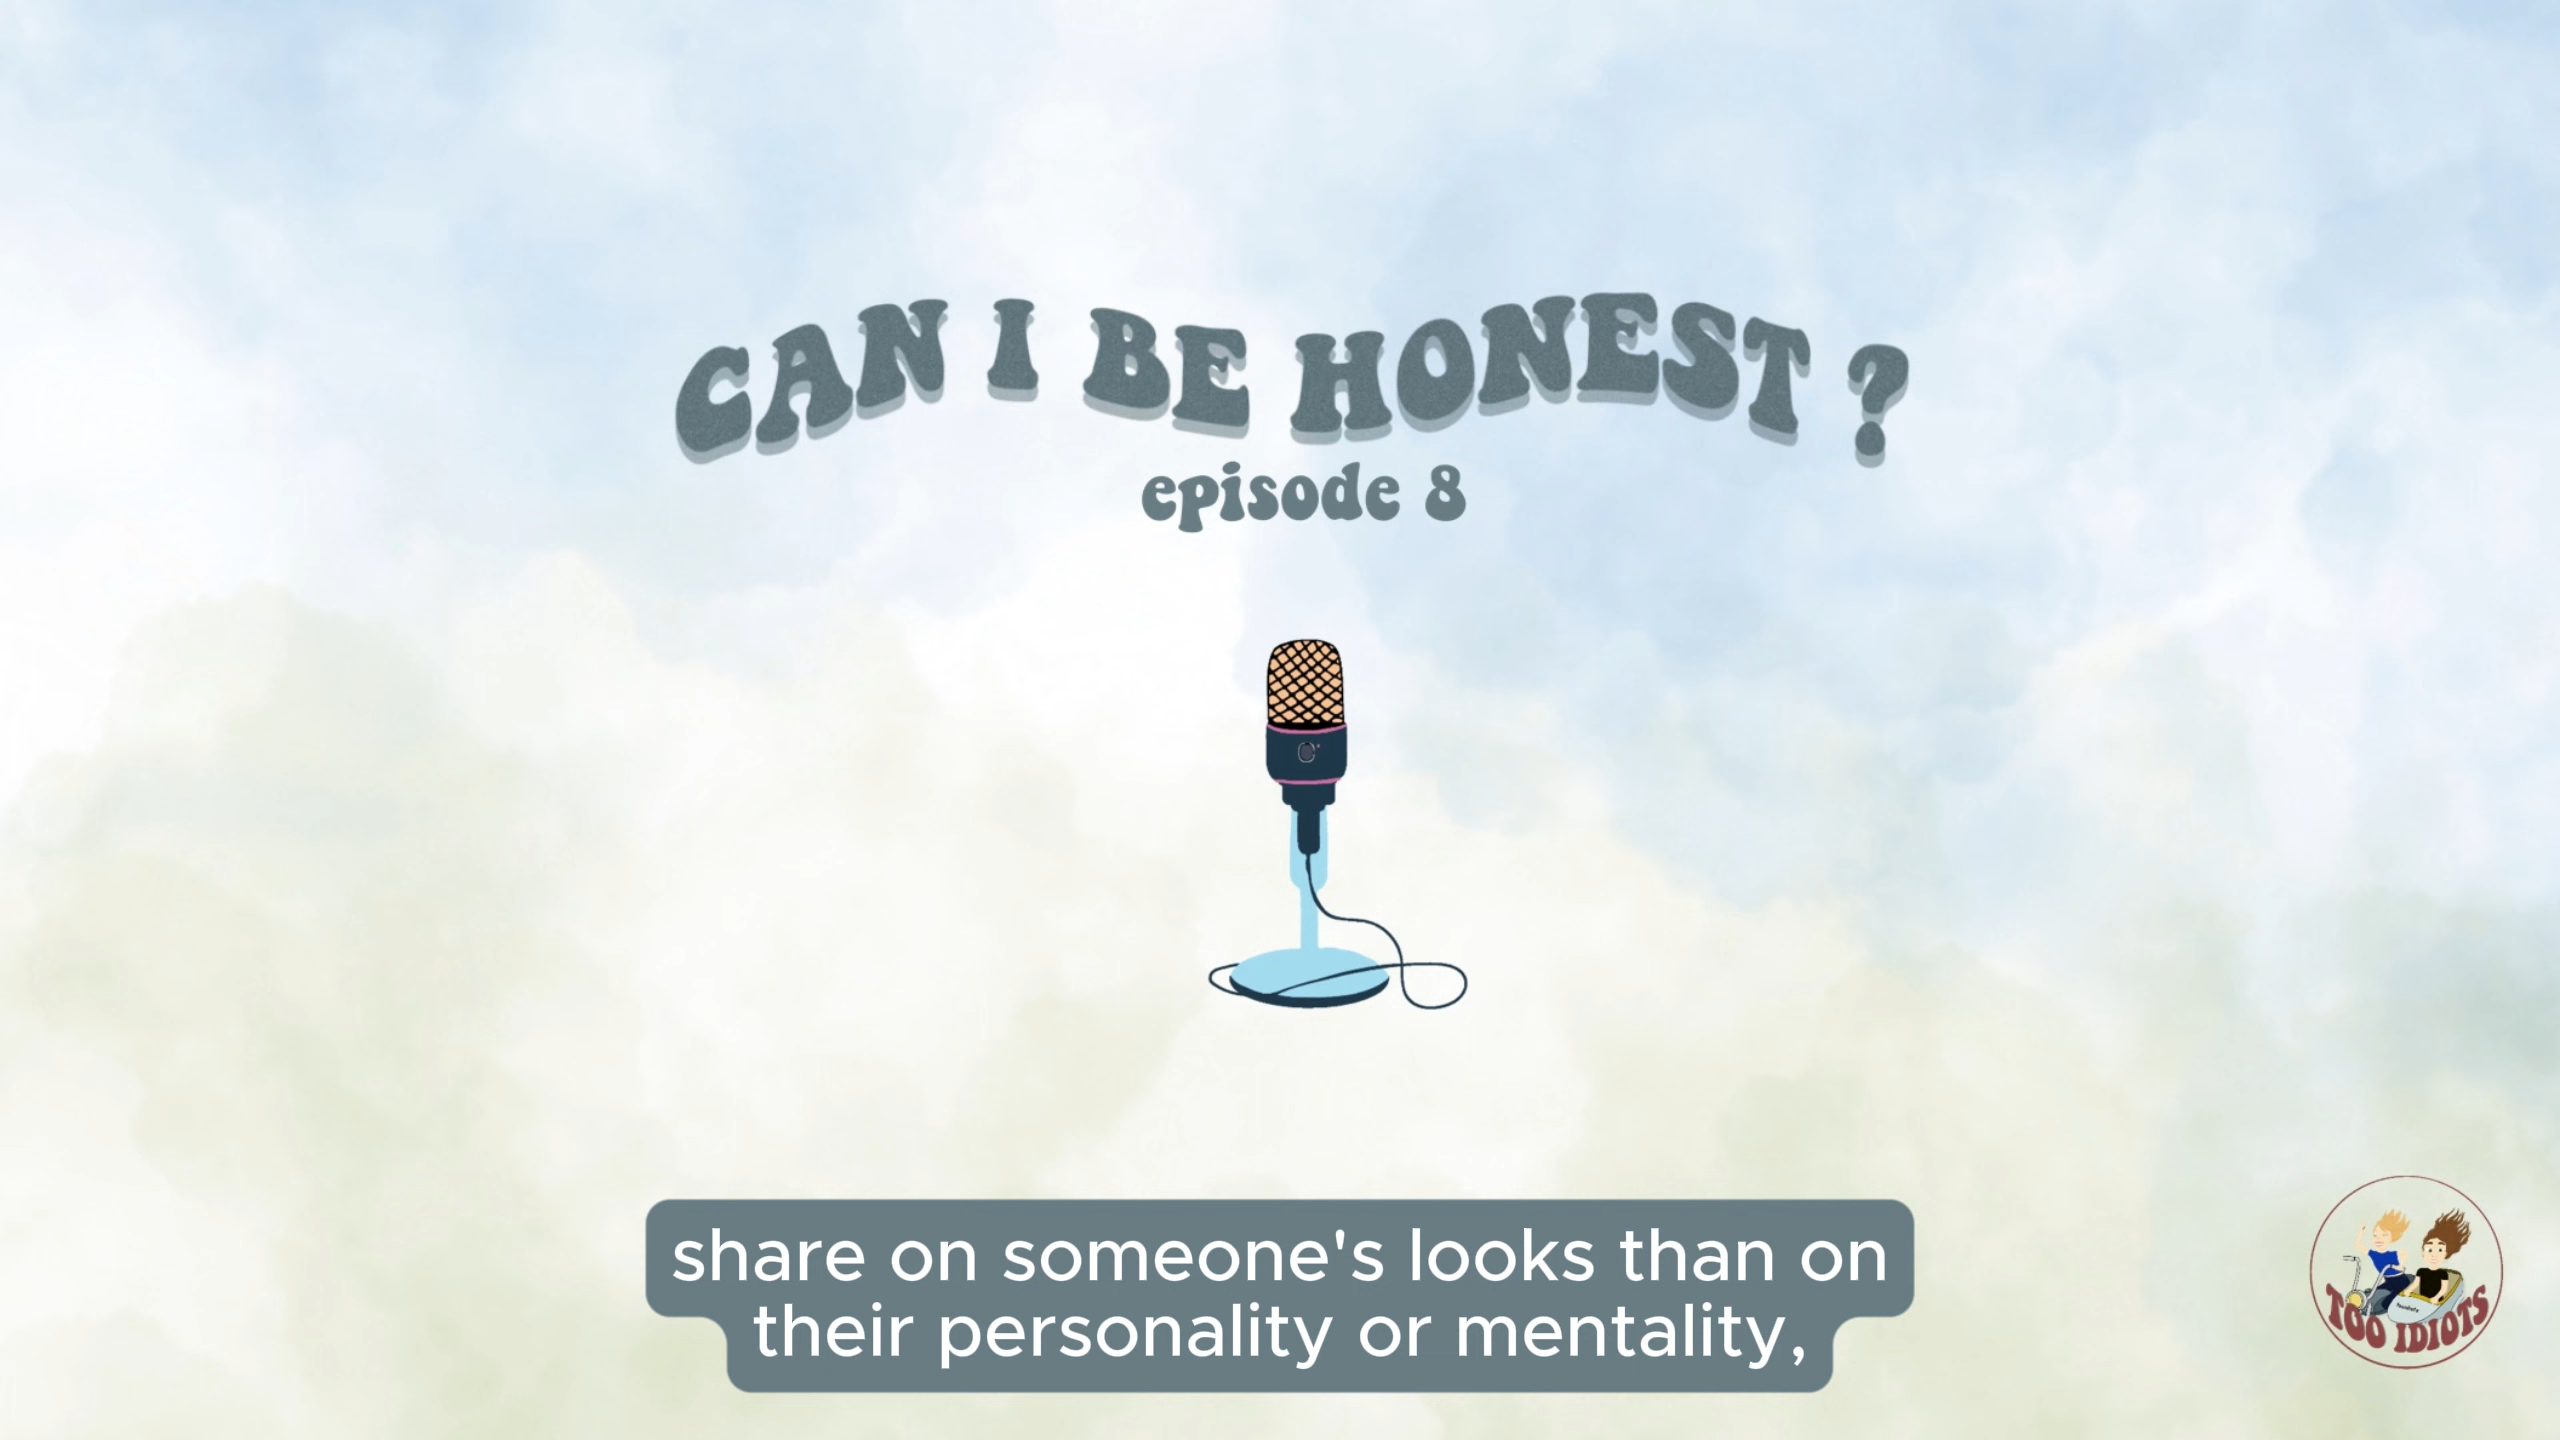 CAN I BE HONEST ?
episode 8
share on someone's looks than on
their personality or mentality,
TOO IDIOTS